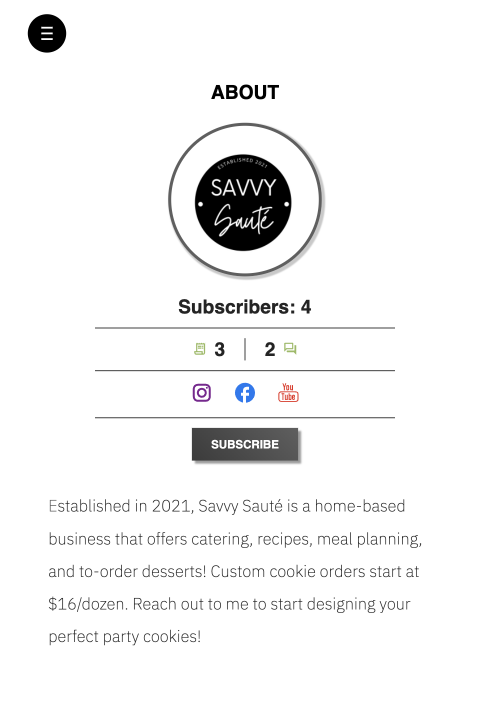 ABOUT
ESTABLISHED 2021
SAVVY
Sauté
Subscribers: 4
3 2
You
Tube
SUBSCRIBE
Established in 2021, Savvy Sauté is a home-based
business that offers catering, recipes, meal planning,
and to-order desserts! Custom cookie orders start at
$16/dozen. Reach out to me to start designing your
perfect party cookies!